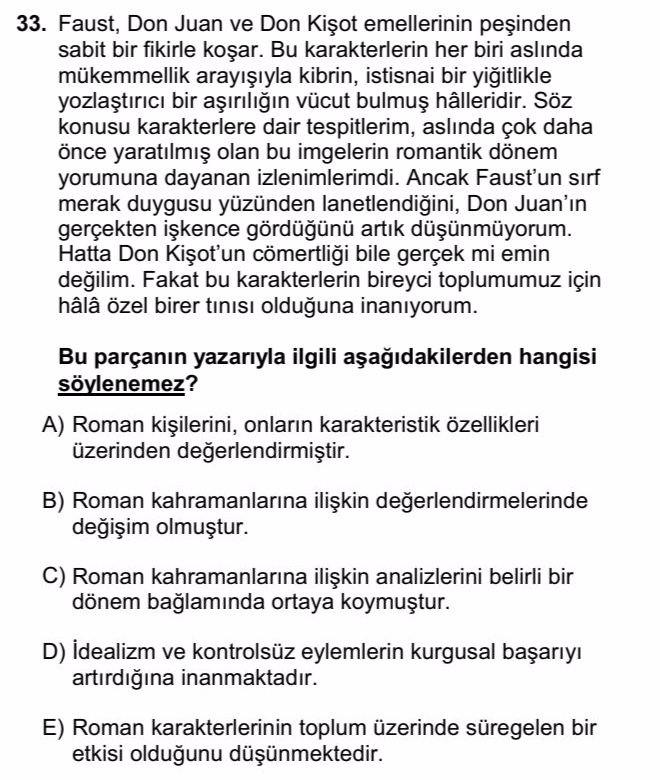 33. Faust, Don Juan ve Don Kişot emellerinin peşinden
sabit bir fikirle koşar. Bu karakterlerin her biri aslında
mükemmellik arayışıyla kibrin, istisnai bir yiğitlikle
yozlaştırıcı bir aşırılığın vücut bulmuş hâlleridir. Söz
konusu karakterlere dair tespitlerim, aslında çok daha
önce yaratılmış olan bu imgelerin romantik dönem
yorumuna dayanan izlenimlerimdi. Ancak Faust’un sırf
merak duygusu yüzünden lanetlendiğini, Don Juan’ın
gerçekten işkence gördüğünü artık düşünmüyorum.
Hatta Don Kişot’un cömertliği bile gerçek mi emin
değilim. Fakat bu karakterlerin bireyci toplumumuz için
hâlâ özel birer tınısı olduğuna inanıyorum.
Bu parçanın yazarıyla ilgili aşağıdakilerden hangisi
söylenemez?
A) Roman kişilerini, onların karakteristik özellikleri
üzerinden değerlendirmiştir.
B) Roman kahramanlarına ilişkin değerlendirmelerinde
değişim olmuştur.
C) Roman kahramanlarına ilişkin analizlerini belirli bir
dönem bağlamında ortaya koymuştur.
D) İdealizm ve kontrolsüz eylemlerin kurgusal başarıyı
artırdığına inanmaktadır.
E) Roman karakterlerinin toplum üzerinde süregelen bir
etkisi olduğunu düşünmektedir.